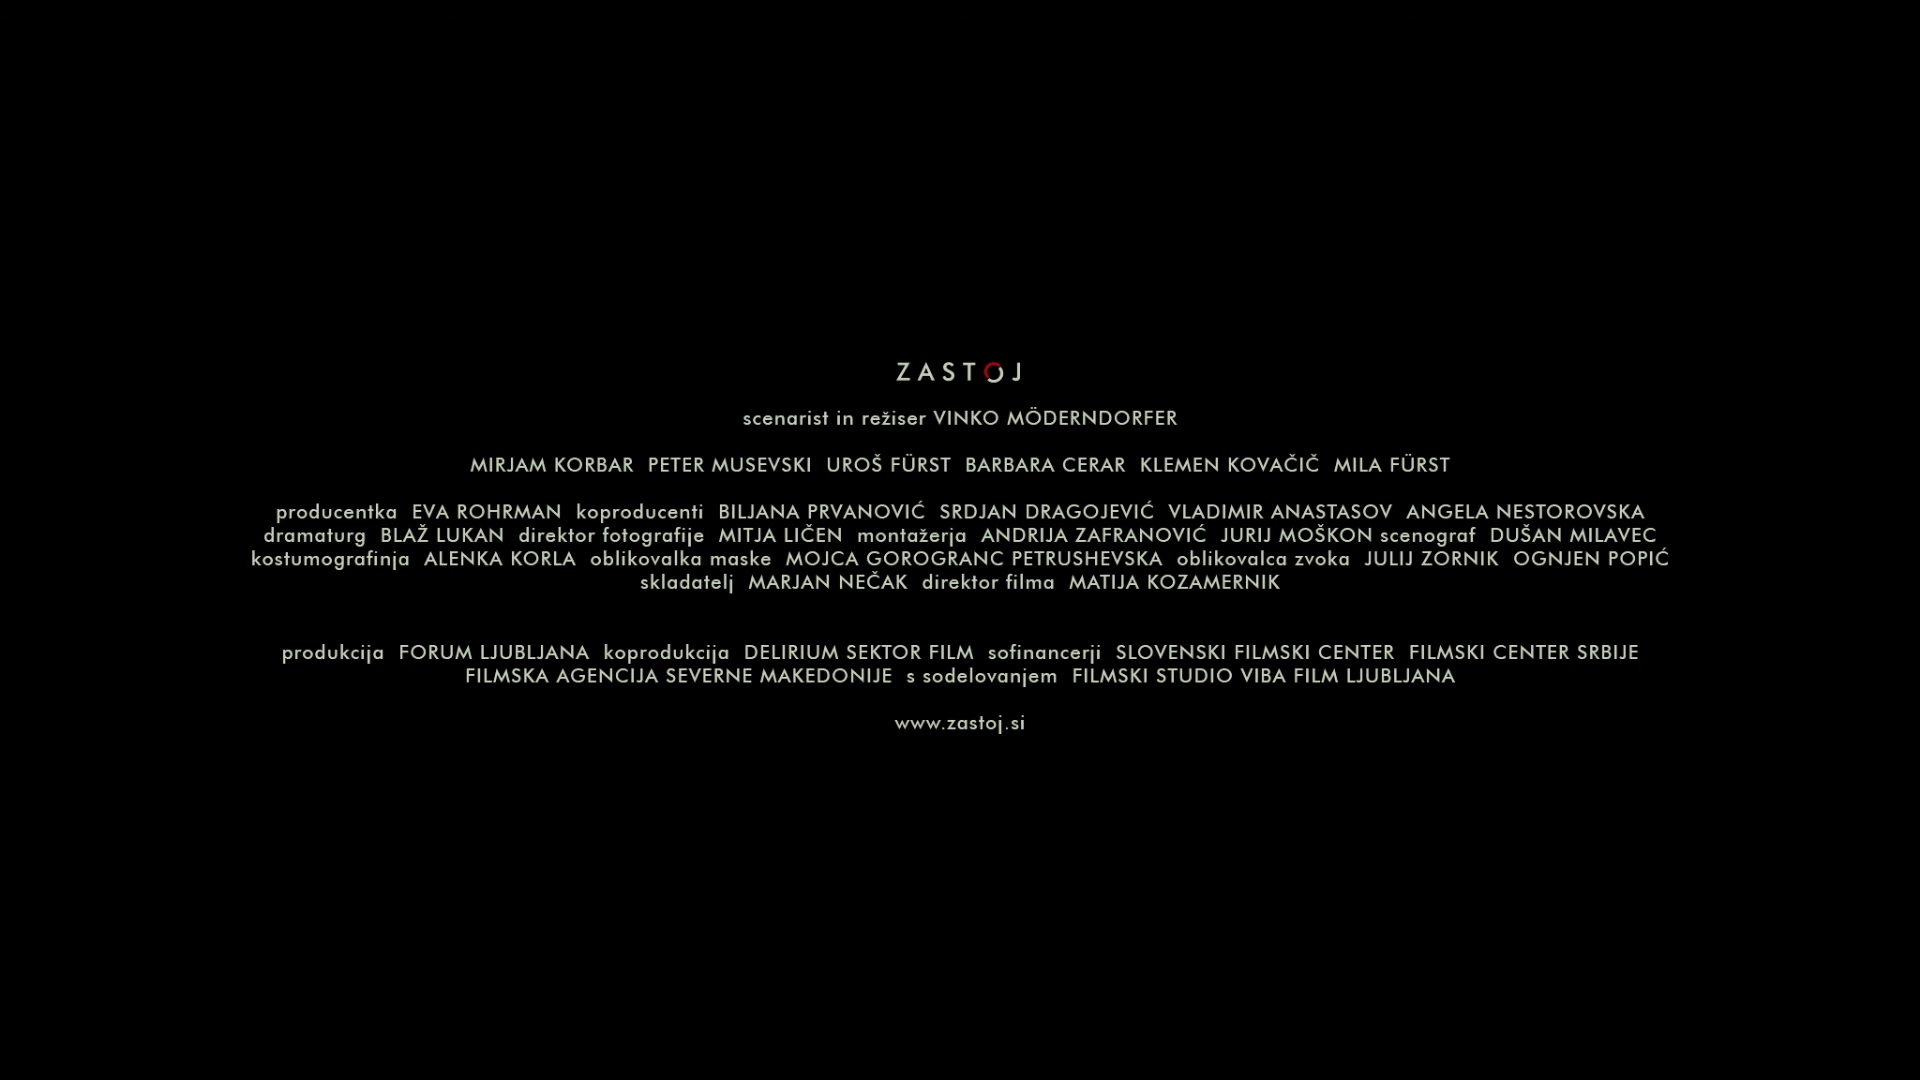 ZASTOJ
scenarist in režiser VINKO MÖDERNDORFER
MIRJAM KORBAR PETER MUSEVSKI UROŠ FÜRST BARBARA CERAR KLEMEN KOVAČIČ MILA FÜRST
producentka EVA ROHRMAN koproducenti BILJANA PRVANOVIĆ SRDJAN DRAGOJEVIĆ VLADIMIR ANASTASOV ANGELA NESTOROVSKA
dramaturg BLAŽ LUKAN direktor fotografije MITJA LIČEN montažerja ANDRIJA ZAFRANOVIĆ JURIJ MOŠKON scenograf DUŠAN MILAVEC
kostumografinja ALENKA KORLA oblikovalka maske MOJCA GOROGRANC PETRUSHEVSKA oblikovalca zvoka JULIJ ZORNIK OGNJEN POPIĆ
skladatelj MARJAN NEČAK direktor filma MATIJA KOZAMERNIK
produkcija FORUM LJUBLJANA koprodukcija DELIRIUM SEKTOR FILM sofinancerji SLOVENSKI FILMSKI CENTER FILMSKI CENTER SRBIJE
FILMSKA AGENCIJA SEVERNE MAKEDONIJE s sodelovanjem FILMSKI STUDIO VIBA FILM LJUBLJANA
www.zastoj.si